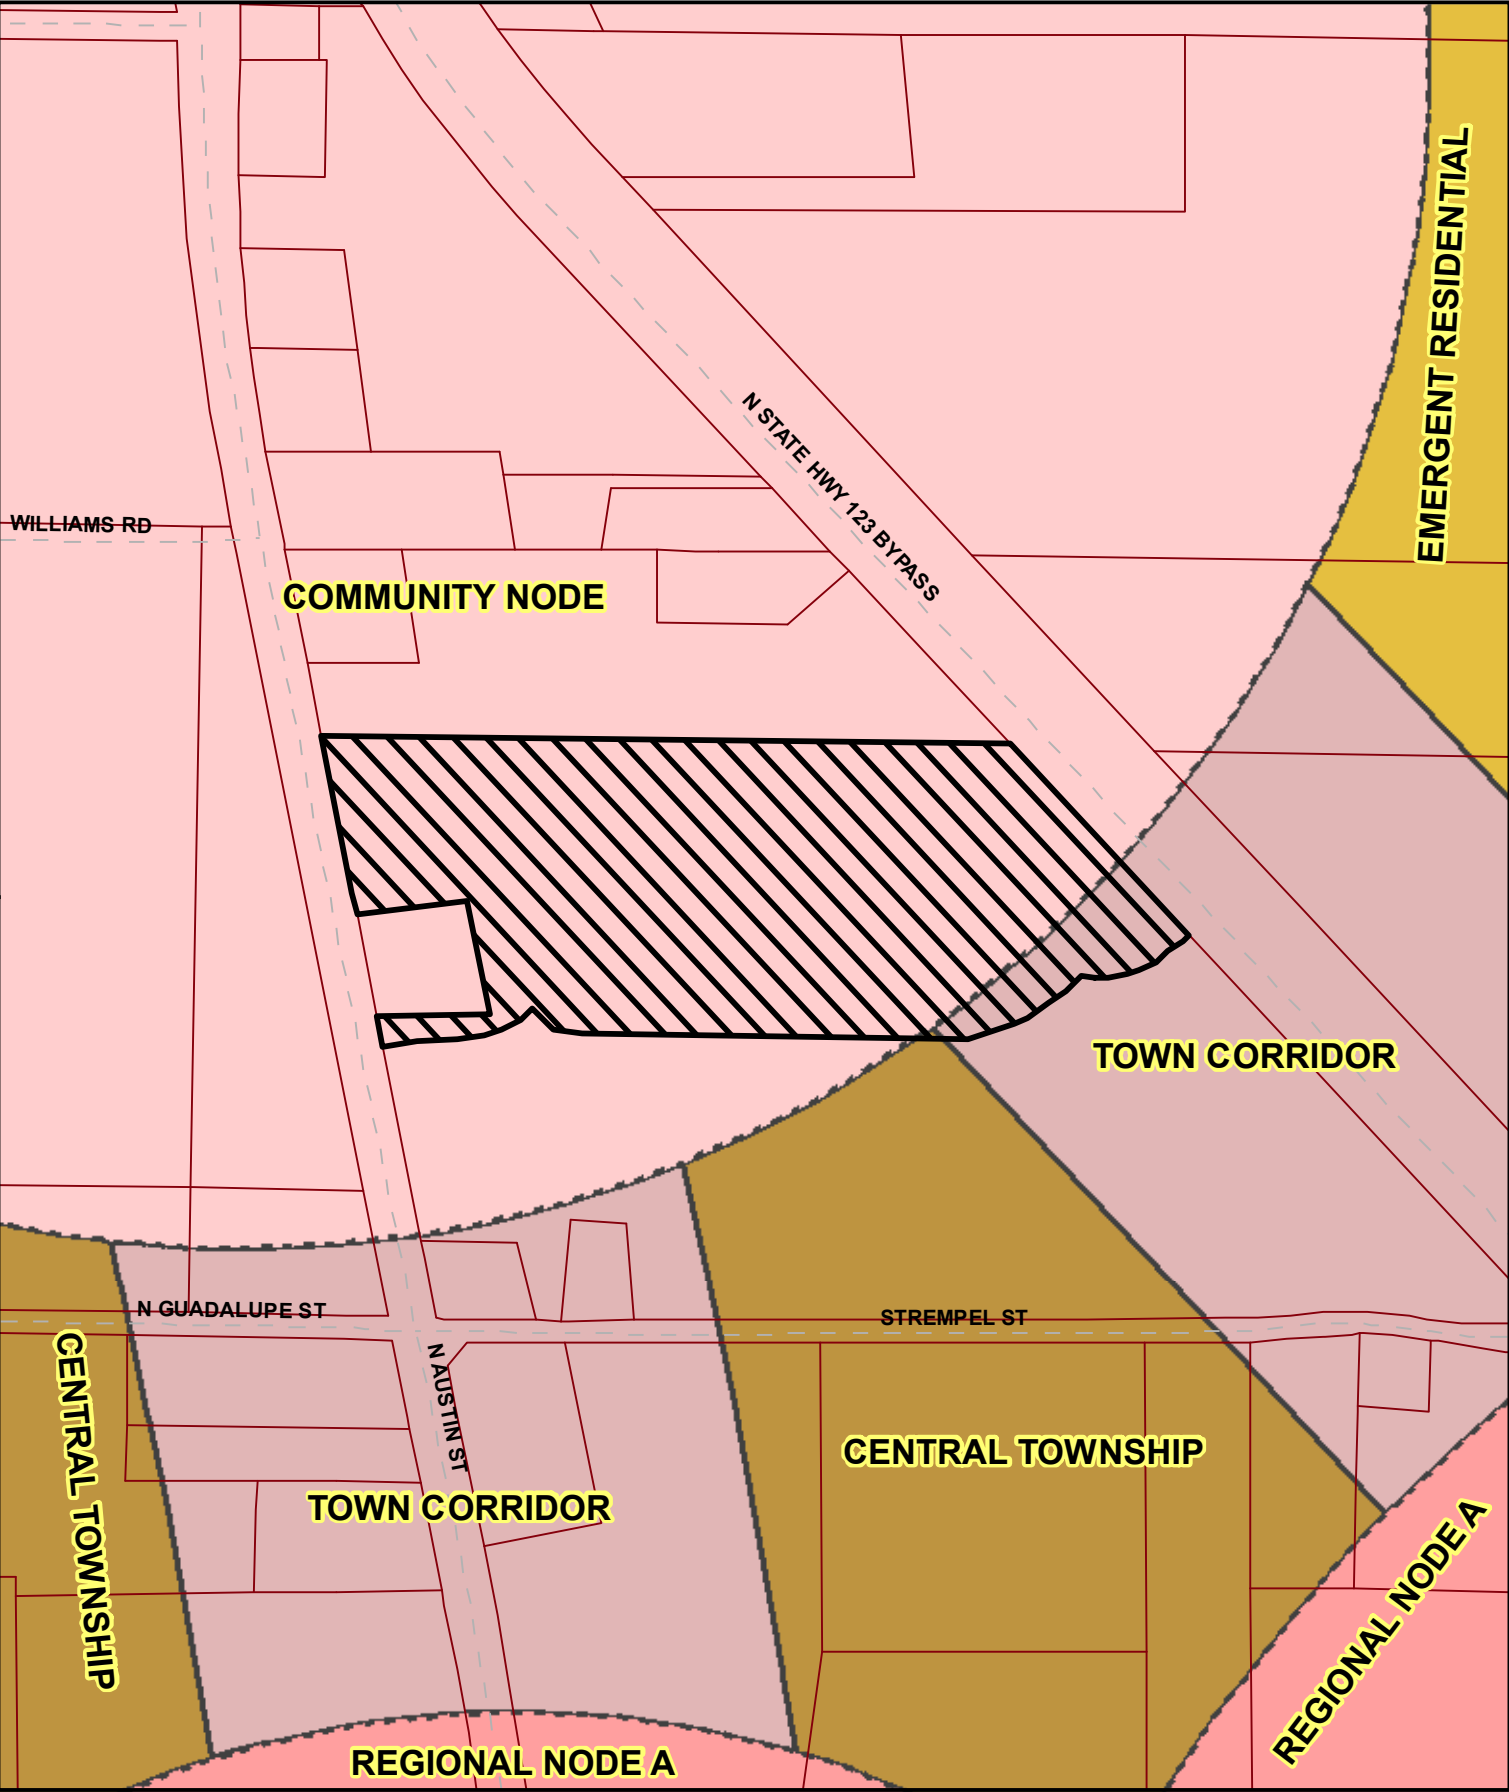 EMERGENT RESIDENTIAL
N STATE HWY 123 BYPASS
WILLIAMS RD
COMMUNITY NODE
TOWN CORRIDOR
N GUADALUPE ST
STREMPEL ST
CENTRAL TOWNSHIP
N AUSTIN ST
CENTRAL TOWNSHIP
TOWN CORRIDOR
REGIONAL NODE A
REGIONAL NODE A